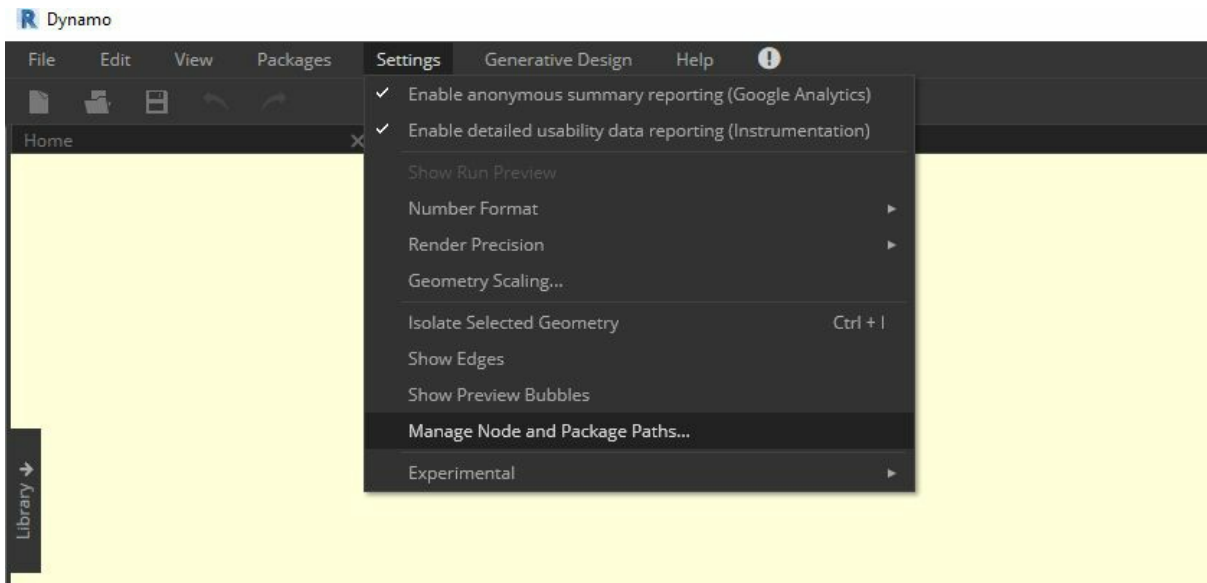 R Dynamo
File Edit View Packages Settings Generative Design Help !
Home
Enable anonymous summary reporting (Google Analytics)
Enable detailed usability data reporting (Instrumentation)
Show Run Preview
Number Format
Render Precision
Geometry Scaling...
Isolate Selected Geometry Ctrl + I
Show Edges
Show Preview Bubbles
Manage Node and Package Paths...
Experimental
Library